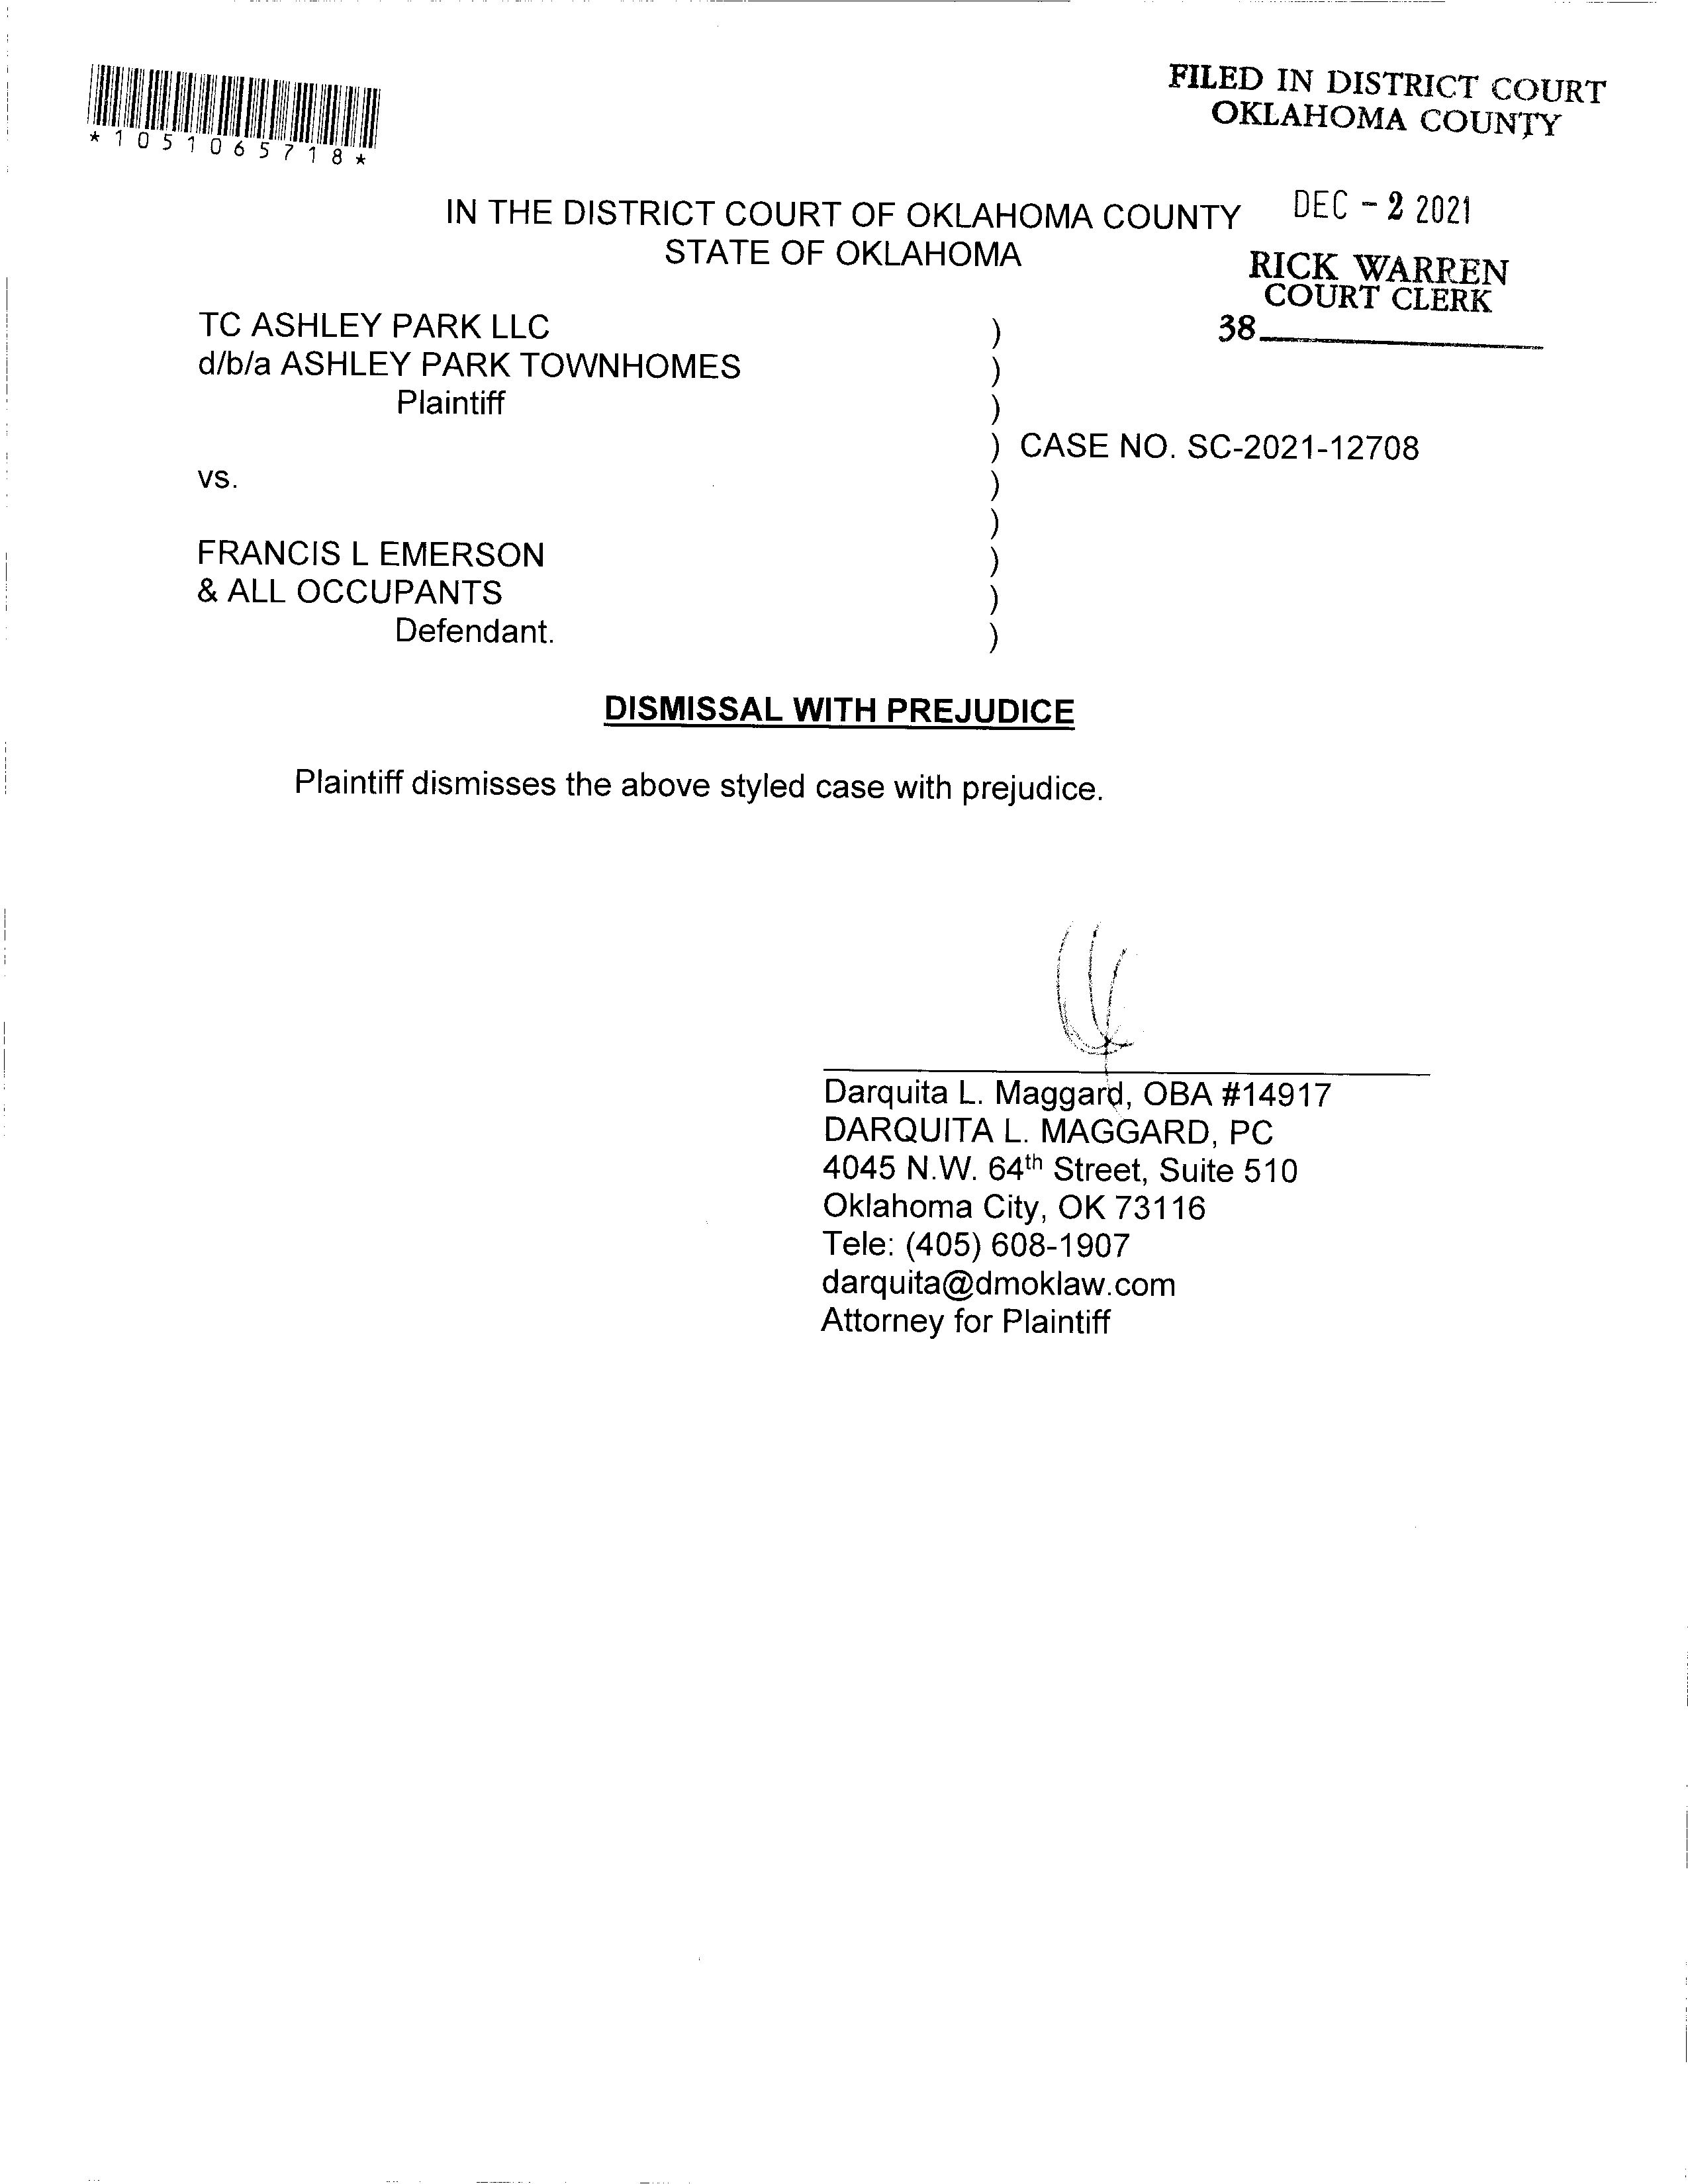 *1051065718*
FILED IN DISTRICT COURT
OKLAHOMA COUNTY
DEC - 2 2021
RICK WARREN
COURT CLERK
38
IN THE DISTRICT COURT OF OKLAHOMA COUNTY
STATE OF OKLAHOMA
TC ASHLEY PARK LLC )
d/b/a ASHLEY PARK TOWNHOMES )
Plaintiff )
) CASE NO. SC-2021-12708
vs. )
)
FRANCIS L EMERSON )
& ALL OCCUPANTS )
Defendant. )
DISMISSAL WITH PREJUDICE
Plaintiff dismisses the above styled case with prejudice.
Darquita L. Maggard, OBA #14917
DARQUITA L. MAGGARD, PC
4045 N.W. 64th Street, Suite 510
Oklahoma City, OK 73116
Tele: (405) 608-1907
darquita@dmoklaw.com
Attorney for Plaintiff